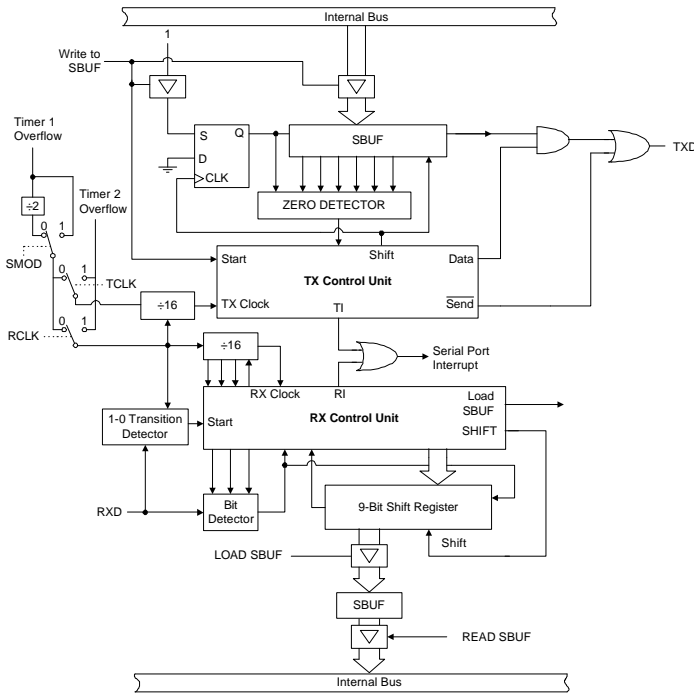 Internal Bus
1
Write to
SBUF
Timer 1
Overflow
S
Q
D
CLK
SBUF
TXD
Timer 2
Overflow
÷2
ZERO DETECTOR
0 1
SMOD
Shift
Start
Data
TX Control Unit
0 1
TCLK
÷16
TX Clock
TI
Send
0 1
RCLK
÷16
Serial Port
Interrupt
RX Clock
RI
Load
SBUF
1-0 Transition
Detector
Start
RX Control Unit
SHIFT
RXD
Bit
Detector
9-Bit Shift Register
Shift
LOAD SBUF
SBUF
READ SBUF
Internal Bus